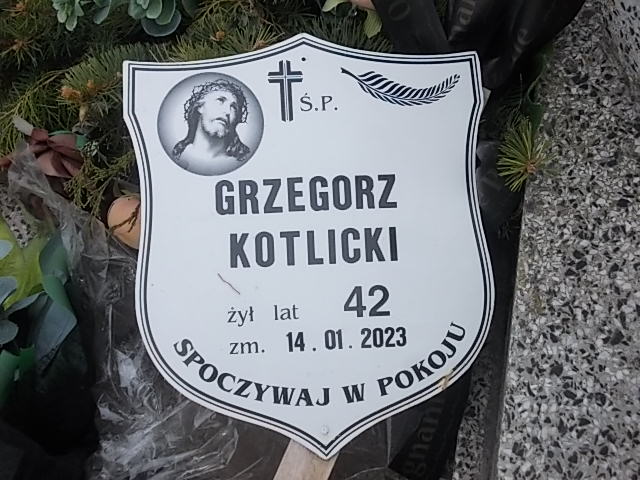 Ś.P.
GRZEGORZ
KOTLICKI
żył lat 42
zm. 14.01.2023
SPOCZYWAJ W POKOJU